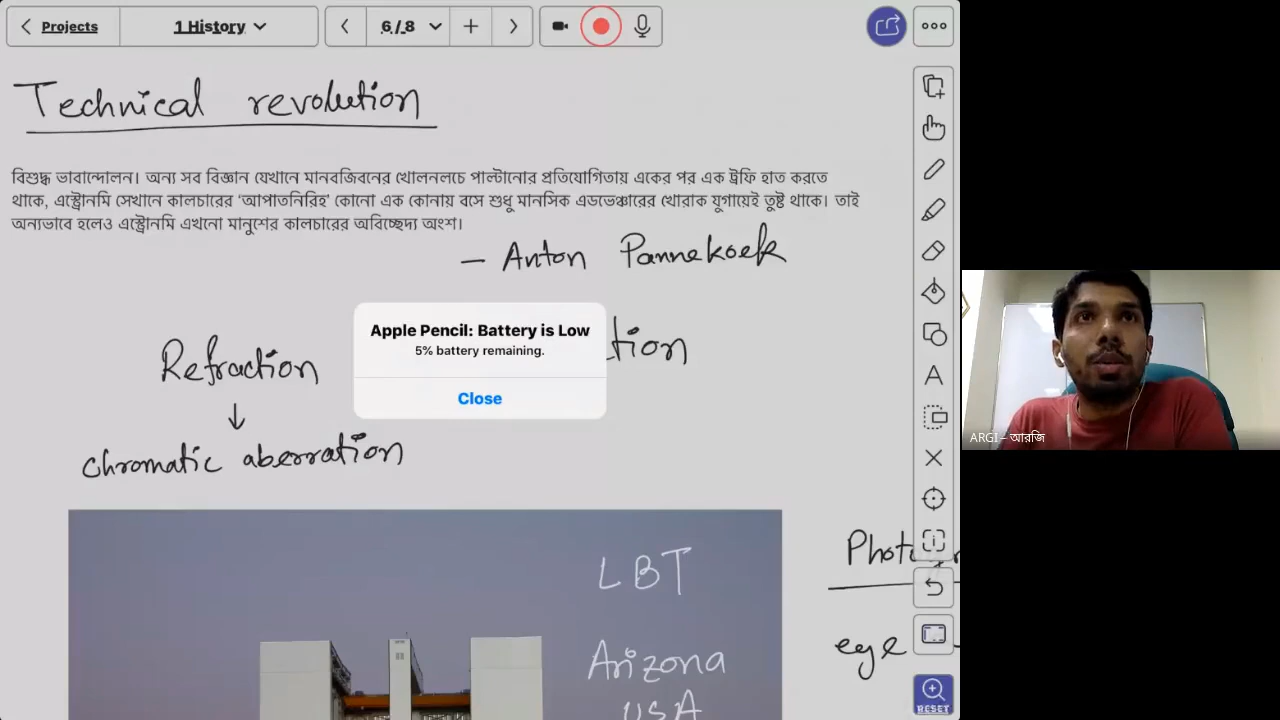 Projects
1 History
6/8
Technical revolution
বিশুদ্ধ ভাবান্দোলন। অন্য সব বিজ্ঞান যেখানে মানবজিবনের খোলনলচে পাল্টানোর প্রতিযোগিতায় একের পর এক ট্রফি হাত করতে
থাকে, এস্ট্রোনমি সেখানে কালচারের ‘আপাতনিরিহ’ কোনো এক কোনায় বসে শুধু মানসিক এডভেঞ্চারের খোরাক যুগায়েই তুষ্ট থাকে। তাই
অন্যভাবে হলেও এস্ট্রোনমি এখনো মানুশের কালচারের অবিচ্ছেদ্য অংশ।
— Anton Pannekoek
Apple Pencil: Battery is Low
5% battery remaining.
Close
Refraction
tion
↓
chromatic aberration
ARGI – আরজি
LBT
Arizona
USA
eye
RESET